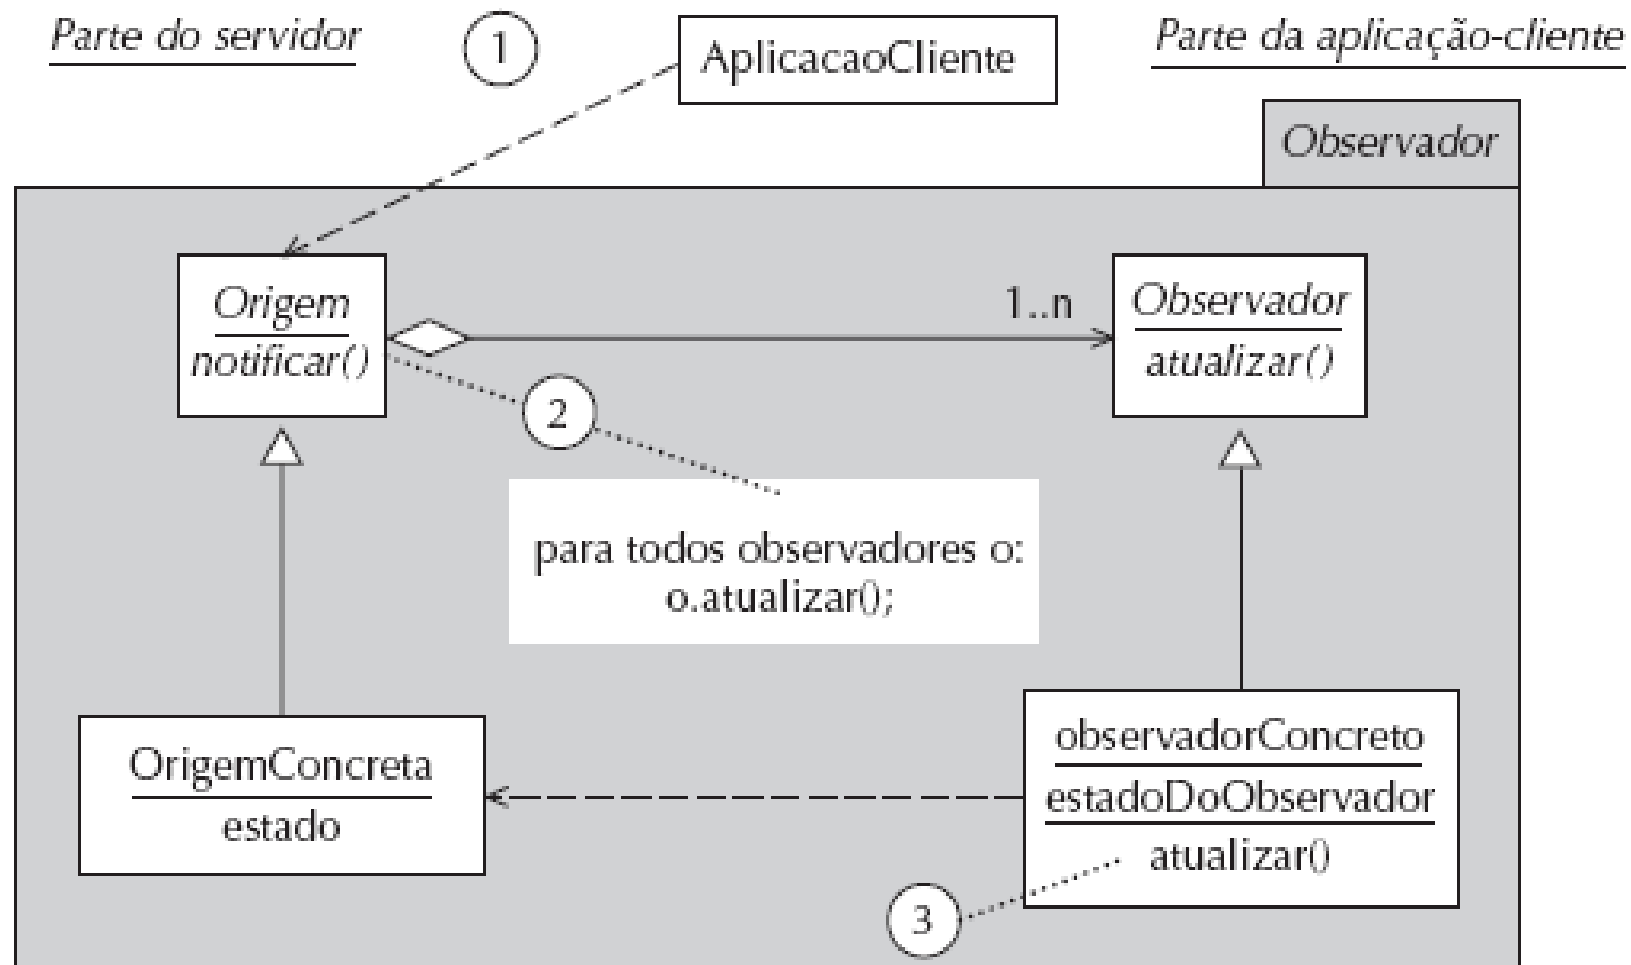 Parte do servidor
1
AplicacaoCliente
Parte da aplicação-cliente
Observador
Origem
notificar()
1..n
Observador
atualizar()
2
para todos observadores o:
o.atualizar();
OrigemConcreta
estado
observadorConcreto
estadoDoObservador
atualizar()
3